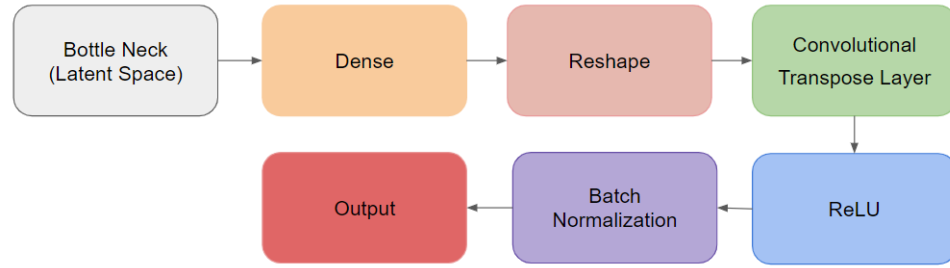 Bottle Neck
(Latent Space)
Dense
Reshape
Convolutional
Transpose Layer
ReLU
Batch
Normalization
Output